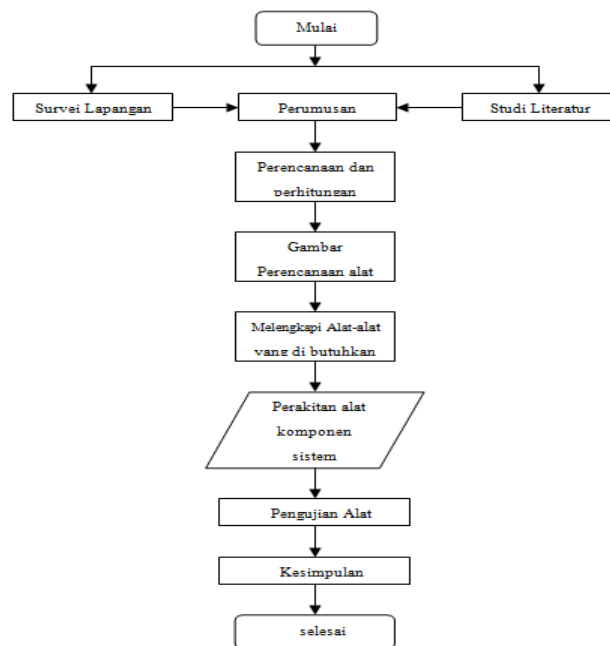 Mulai
Survei Lapangan
Perumusan
Studi Literatur
Perencanaan dan
perhitungan
Gambar
Perencanaan alat
Melengkapi Alat-alat
yang di butuhkan
Perakitan alat
komponen
sistem
Pengujian Alat
Kesimpulan
selesai